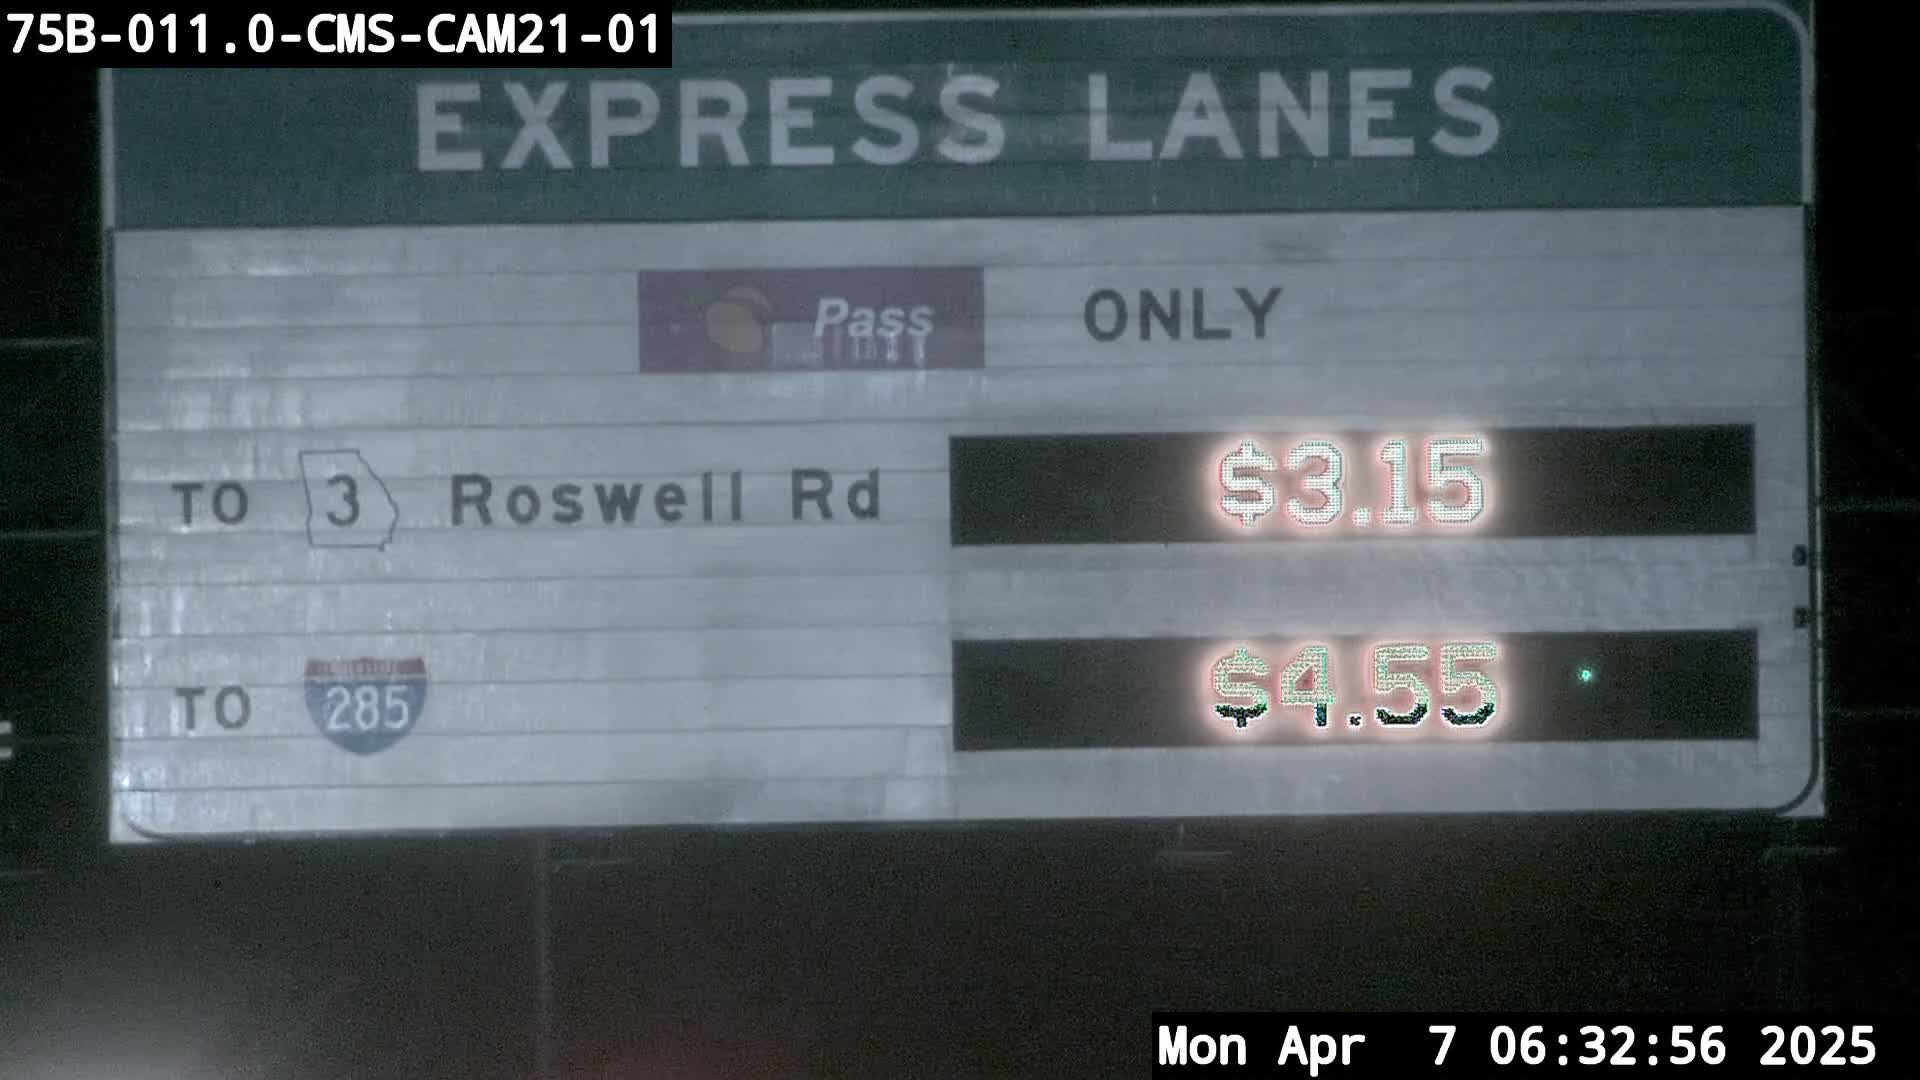 75B-011.0-CMS-CAM21-01
EXPRESS LANES
Pass ONLY
TO 3 Roswell Rd $3.15
TO 285 $4.55
Mon Apr 7 06:32:56 2025